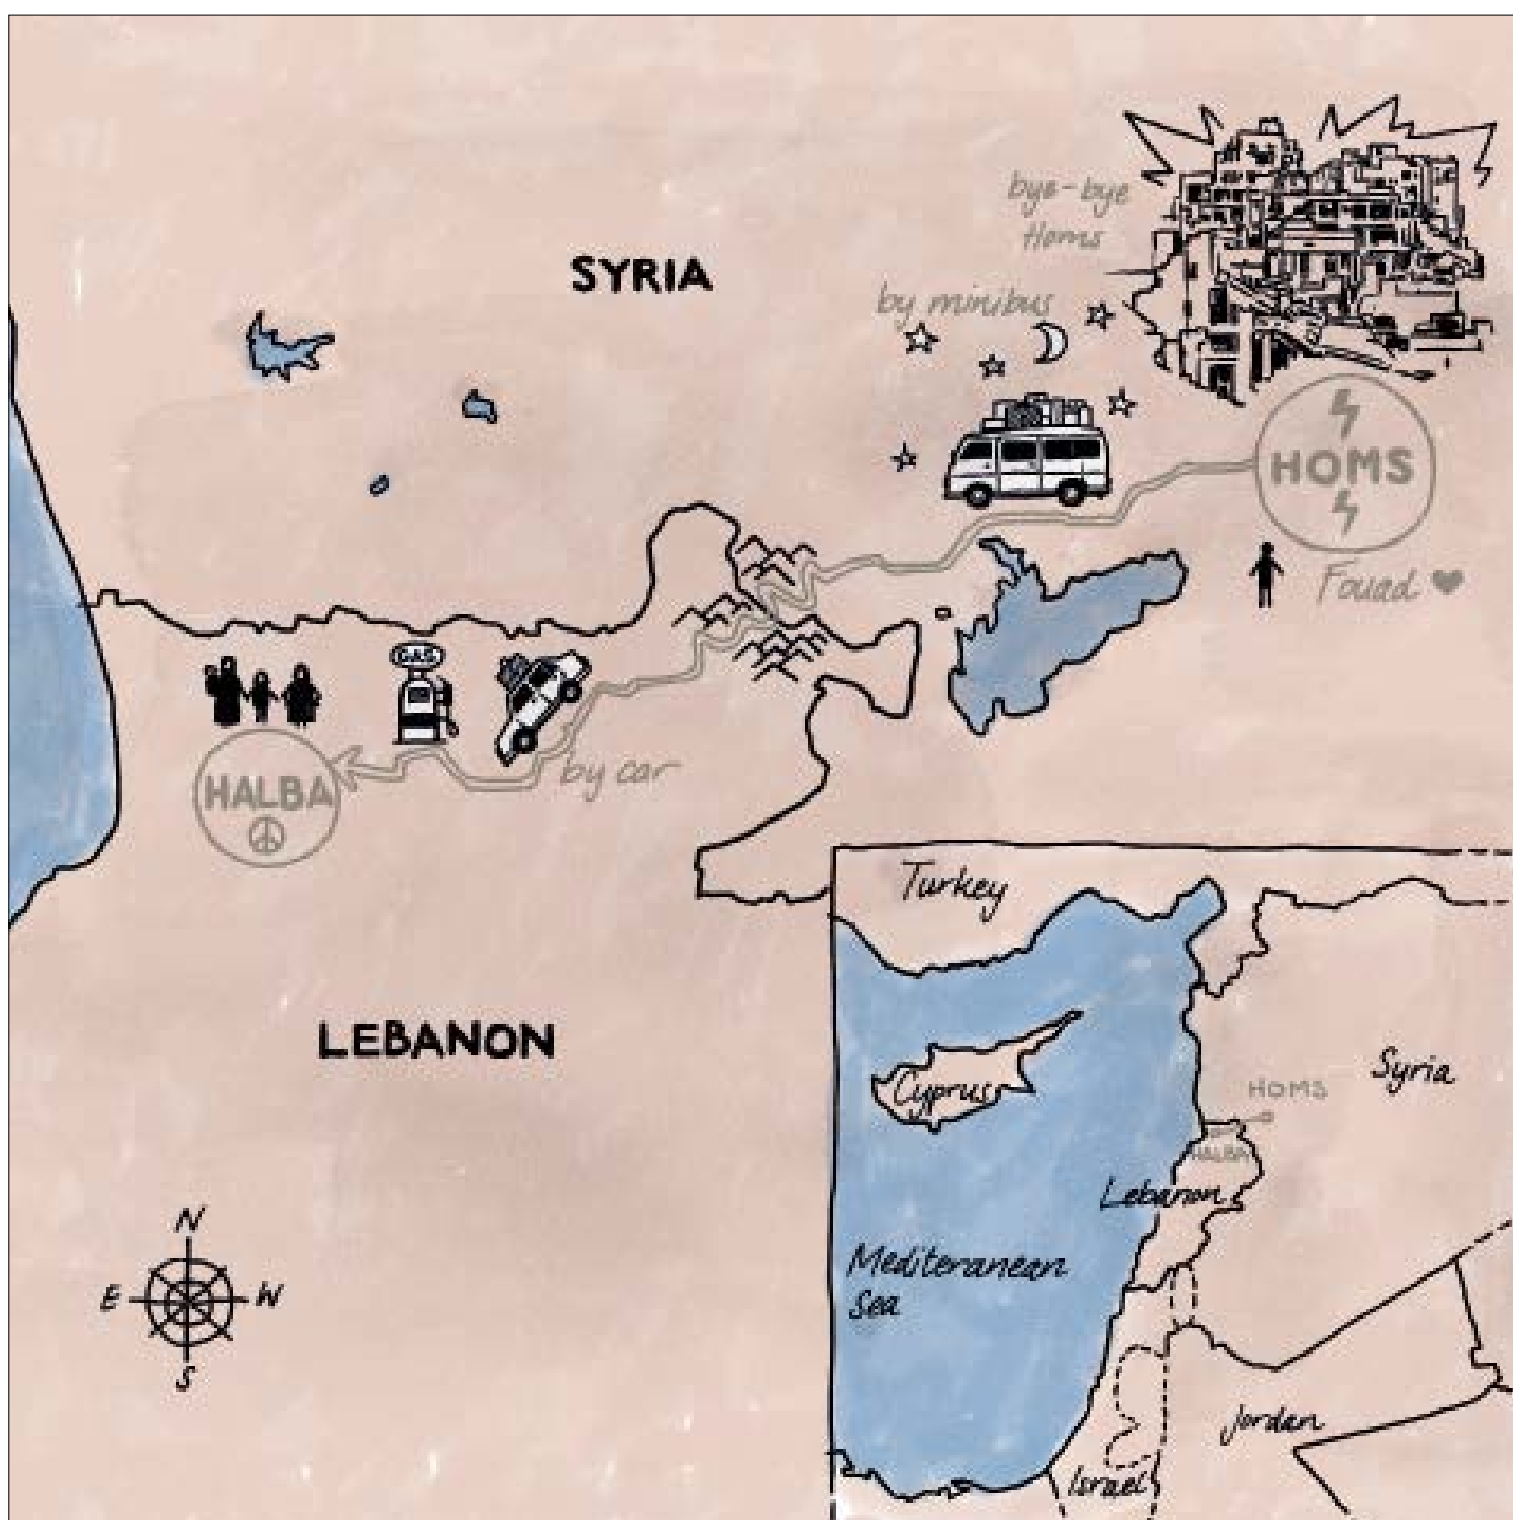 bye-bye
Homs
SYRIA
by minibus
HOMS
Fouad
GAS
by car
HALBA
LEBANON
N
E W
S
Turkey
Cyprus
Syria
HOMS
HALBA
Lebanon
Mediteranean
Sea
Jordan
Israel